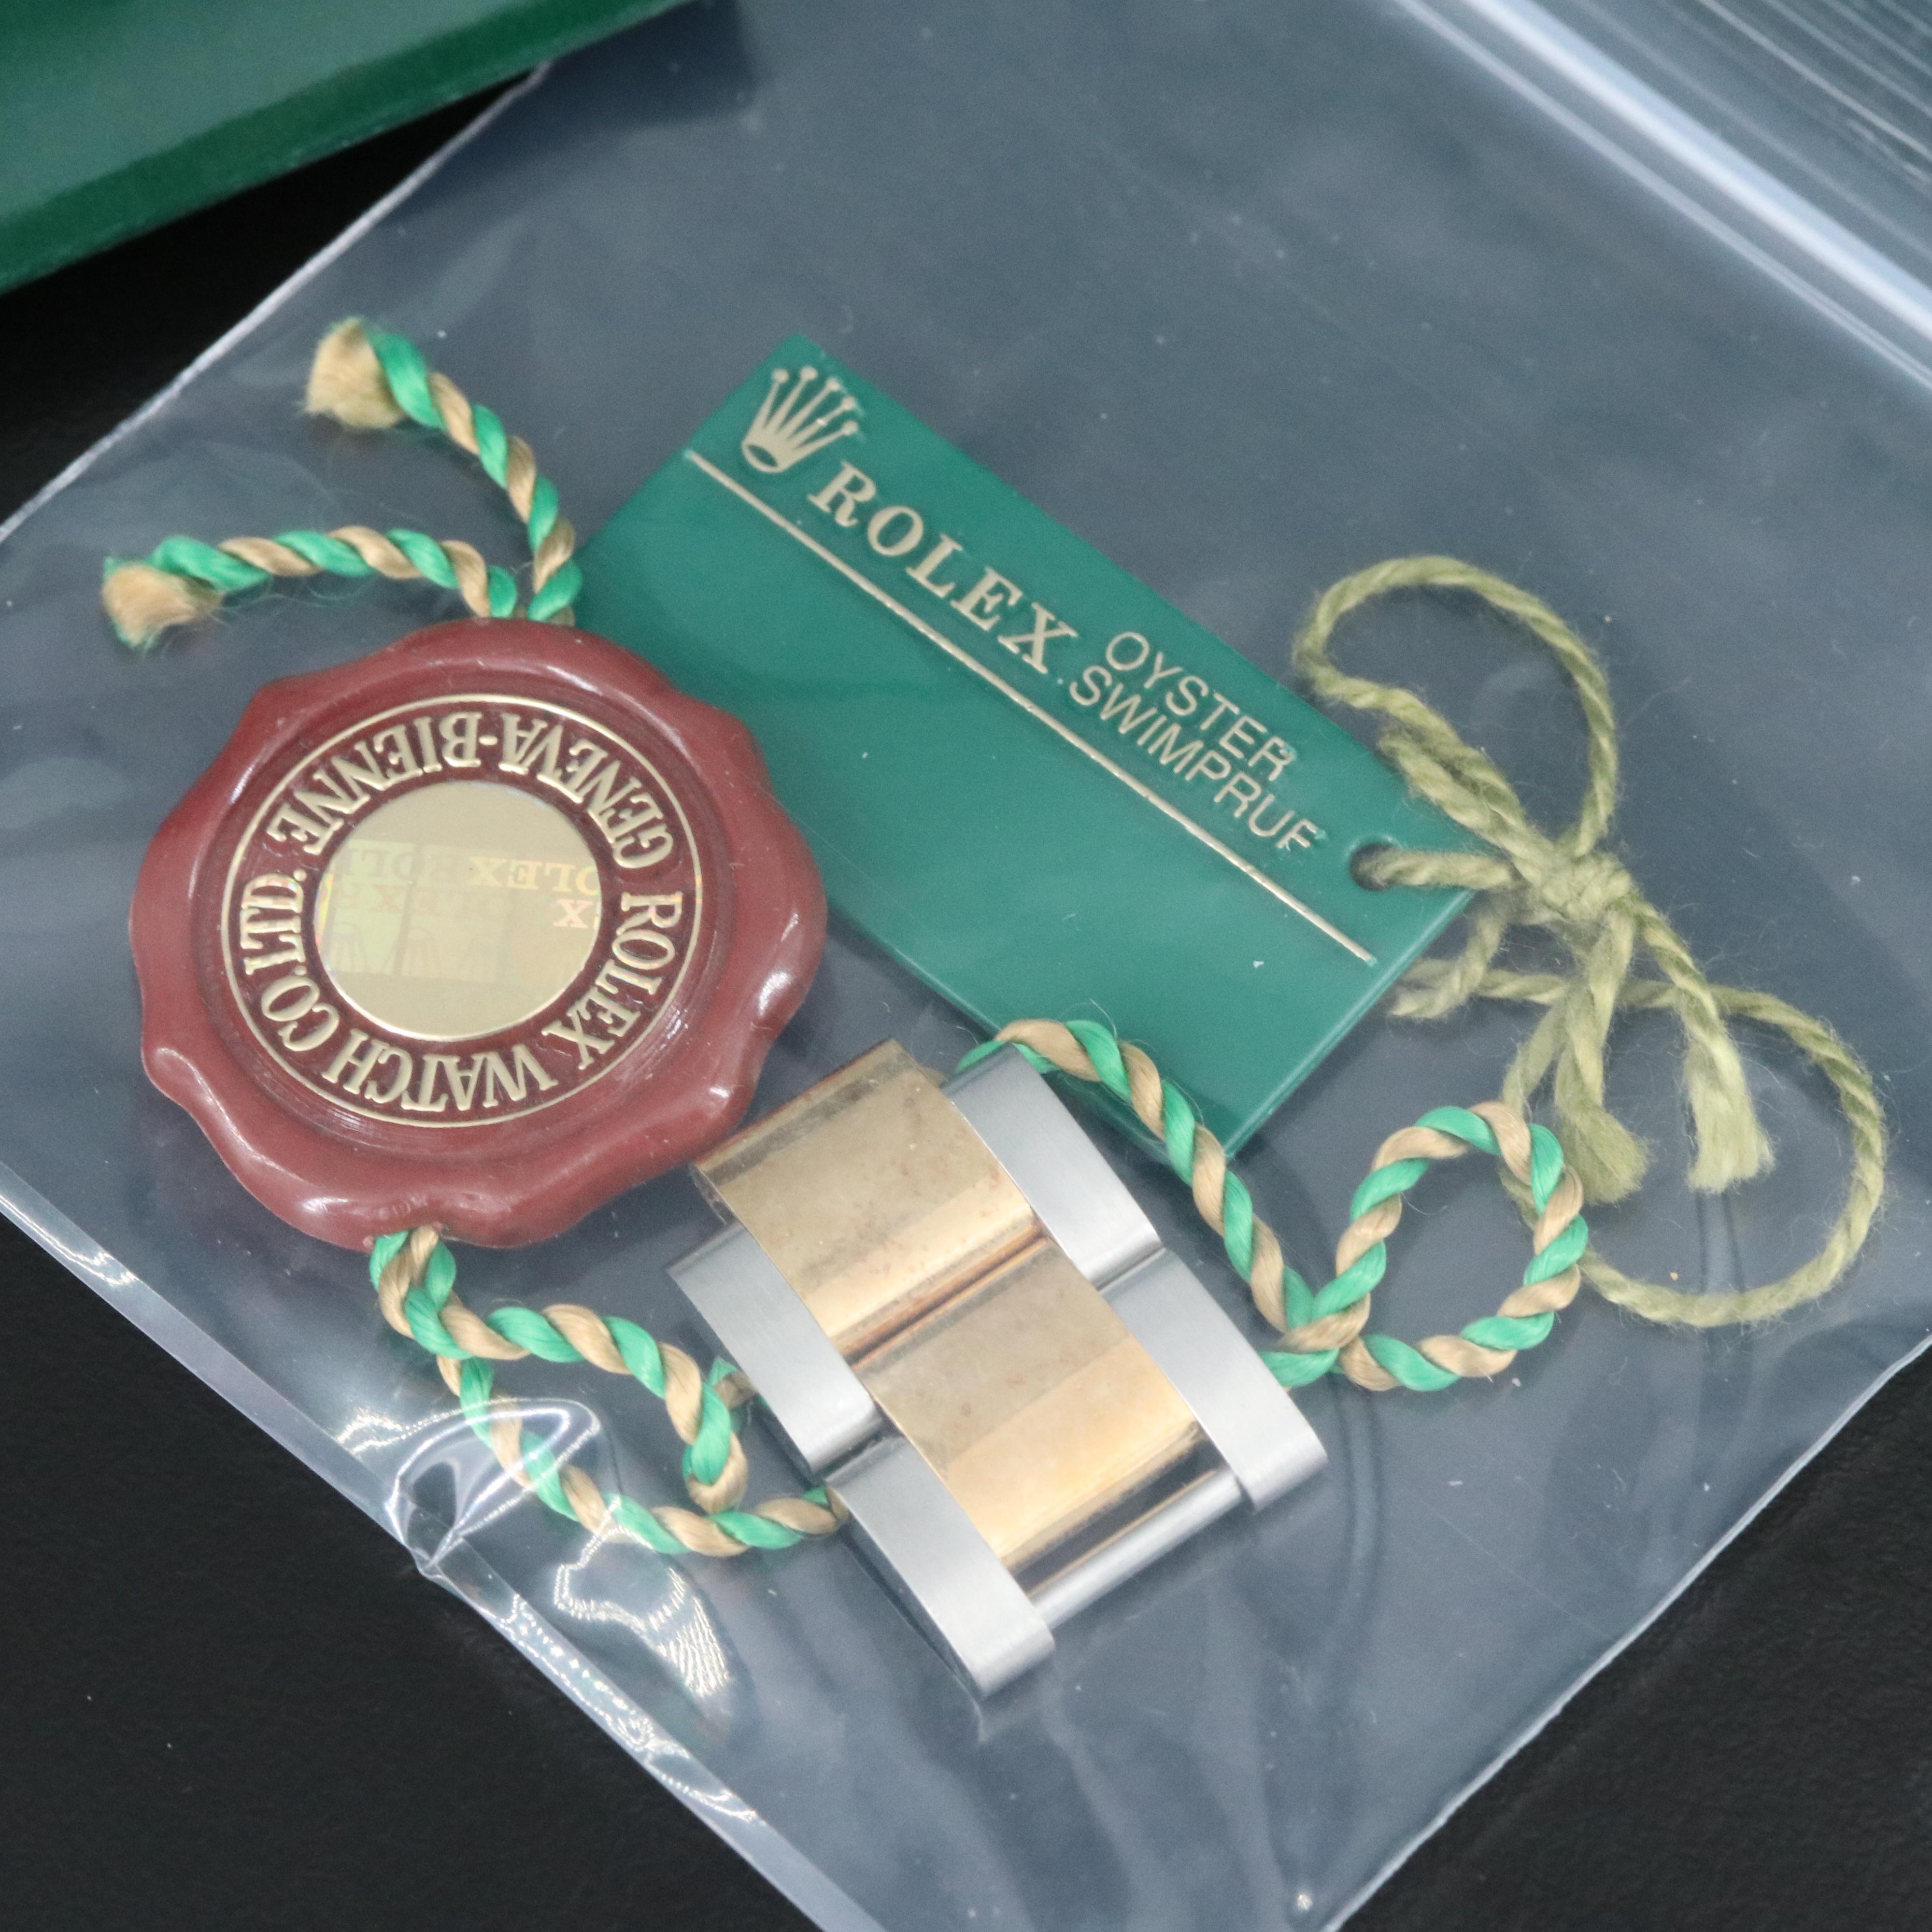 ROLEX
OYSTER
SWIMPRUF
ROLEX WATCH CO.LTD.
GENEVA-BIENNE